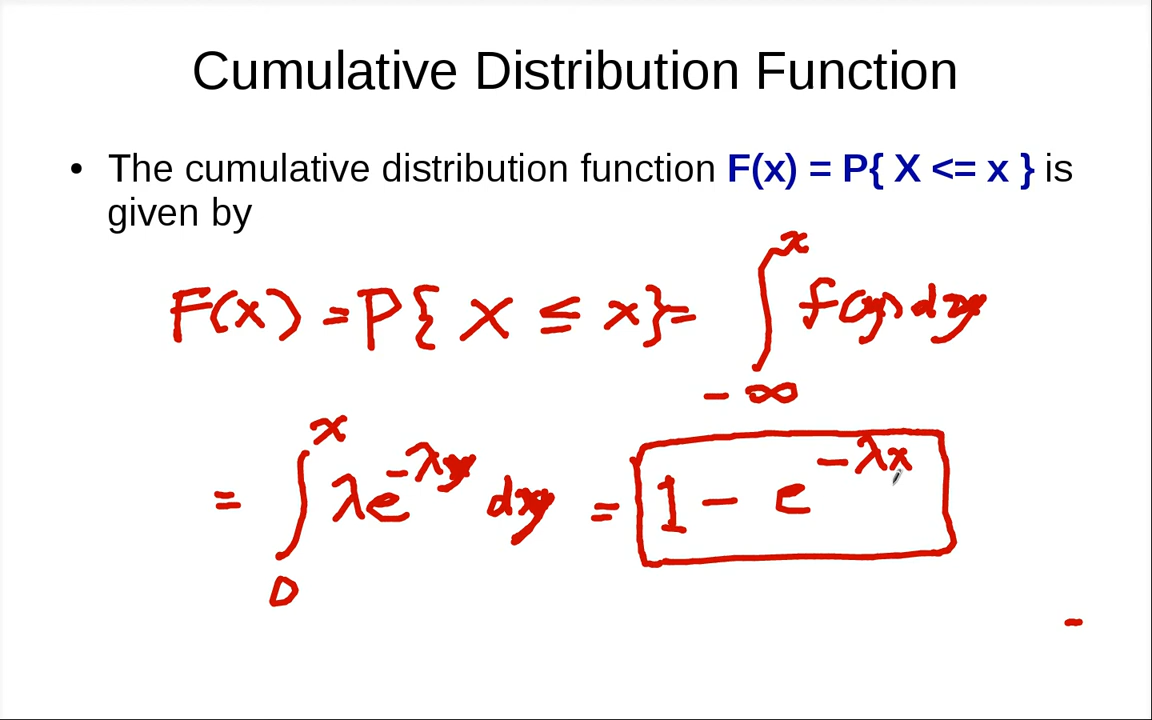 Cumulative Distribution Function
• The cumulative distribution function F(x) = P{ X <= x } is
given by
F(x) = P{ X ≤ x} = ∫_{-∞}^{x} f(y) dy
= ∫_{0}^{x} λe^{-λy} dy = 1 - e^{-λx}